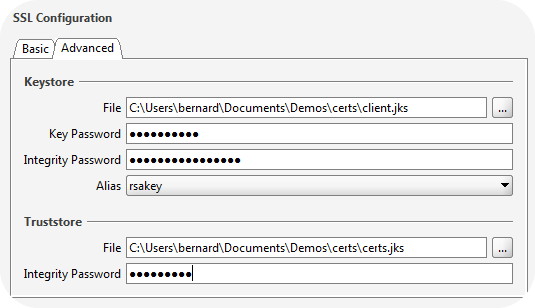 SSL Configuration
Basic Advanced
Keystore
File C:\Users\bernard\Documents\Demos\certs\client.jks ...
Key Password ●●●●●●●●●●
Integrity Password ●●●●●●●●●●●●●●●●
Alias rsakey
Truststore
File C:\Users\bernard\Documents\Demos\certs\certs.jks ...
Integrity Password ●●●●●●●●●